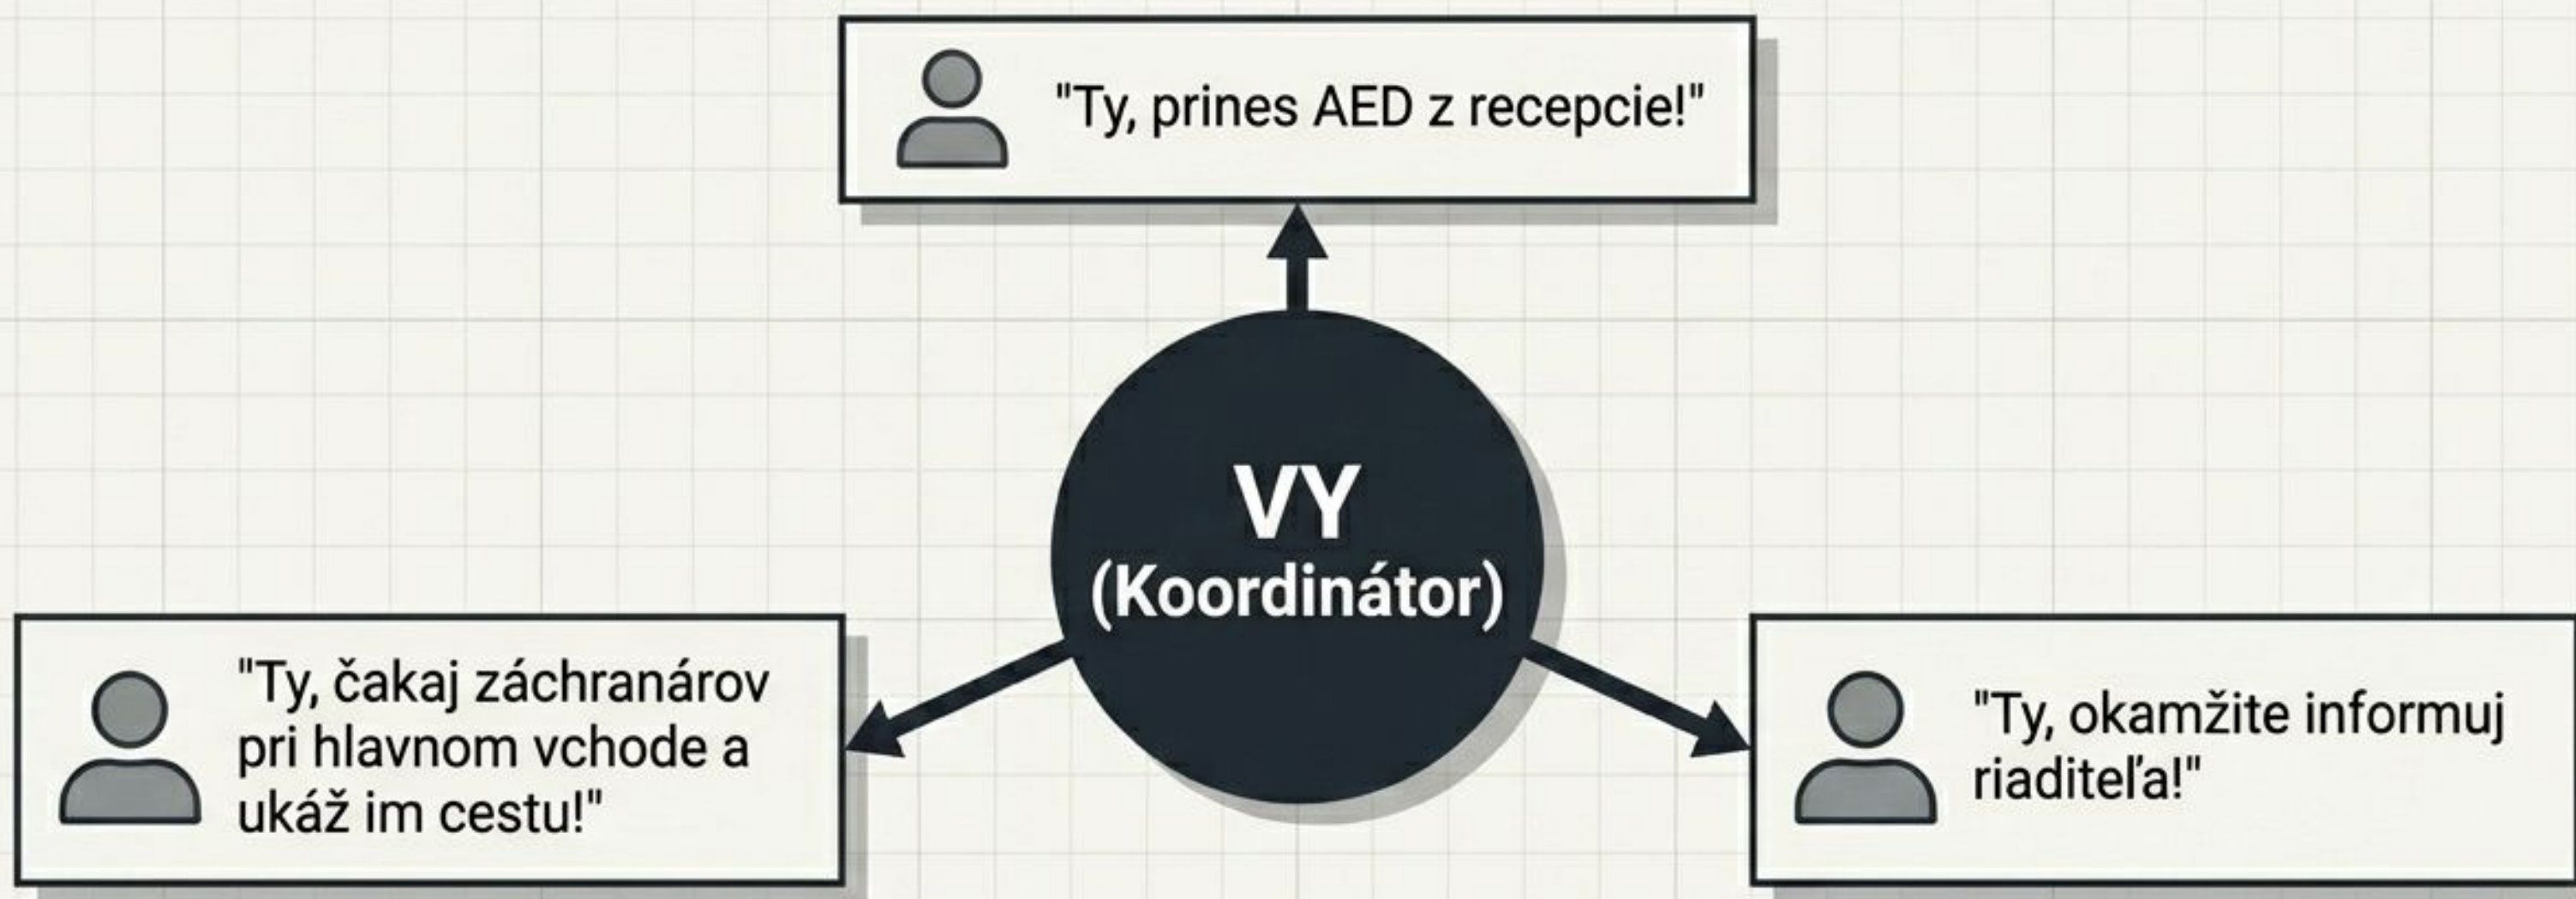 "Ty, prines AED z recepcie!"
VY
(Koordinátor)
"Ty, čakaj záchranárov
pri hlavnom vchode a
ukáž im cestu!"
"Ty, okamžite informuj
riaditeľa!"